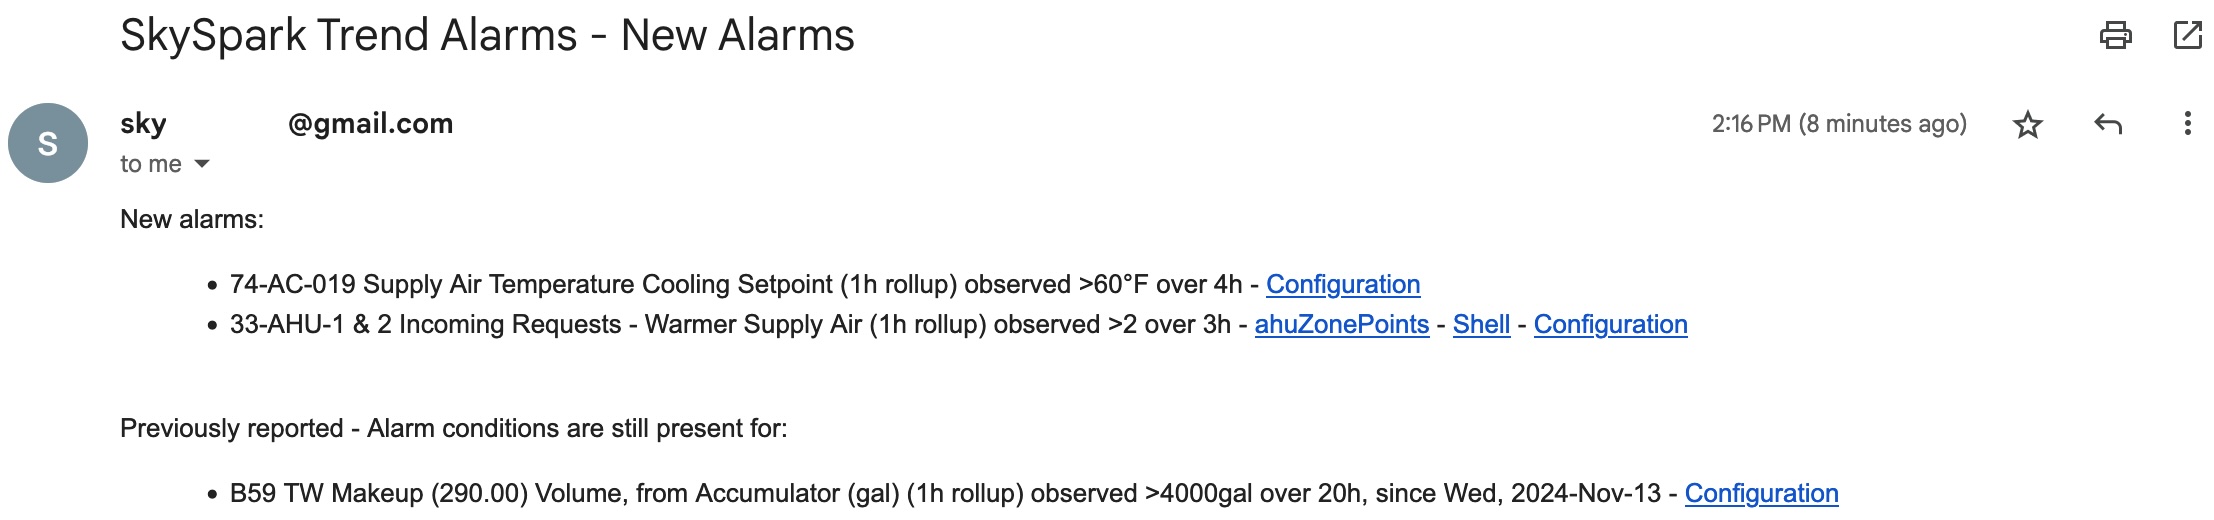 SkySpark Trend Alarms - New Alarms
sky @gmail.com
2:16 PM (8 minutes ago)
S
to me
New alarms:
• 74-AC-019 Supply Air Temperature Cooling Setpoint (1h rollup) observed >60°F over 4h - Configuration
• 33-AHU-1 & 2 Incoming Requests - Warmer Supply Air (1h rollup) observed >2 over 3h - ahuZonePoints - Shell - Configuration
Previously reported - Alarm conditions are still present for:
• B59 TW Makeup (290.00) Volume, from Accumulator (gal) (1h rollup) observed >4000gal over 20h, since Wed, 2024-Nov-13 - Configuration